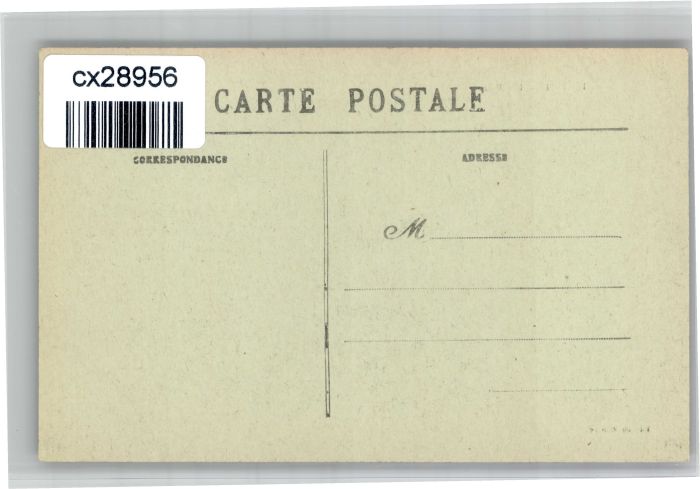 cx28956
CARTE POSTALE
CORRESPONDANCE
ADRESSE
M